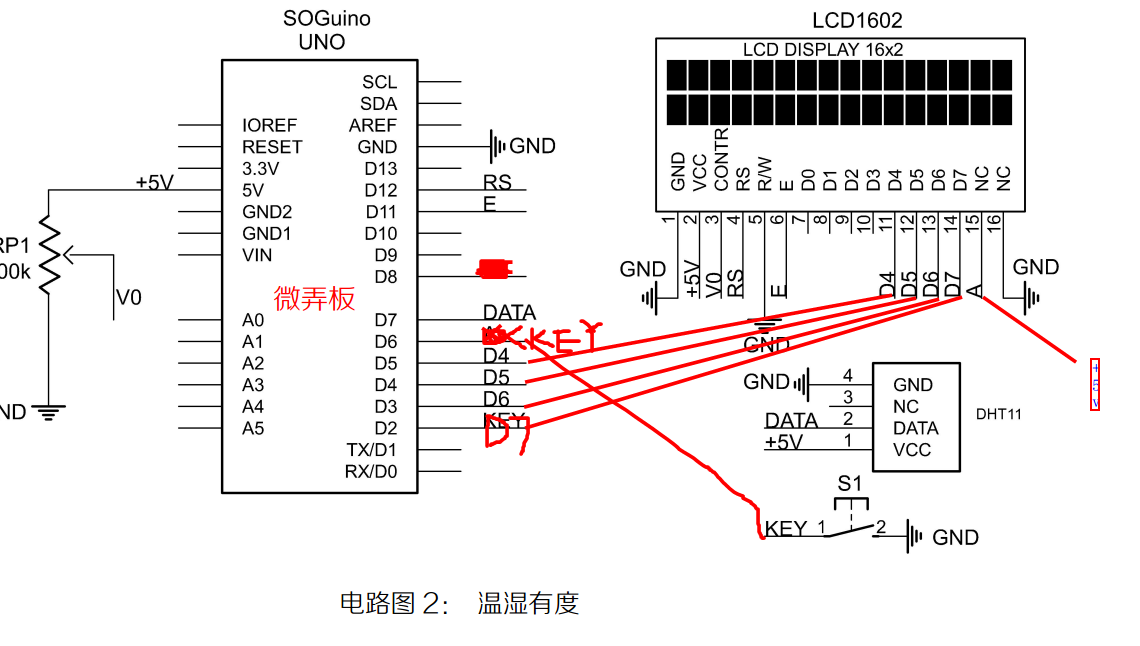 SOGuino
UNO
LCD1602
LCD DISPLAY 16x2
SCL
SDA
IOREF
AREF
RESET
GND
GND
3.3V
D13
+5V
5V
D12
RS
GND2
D11
E
GND1
D10
VIN
D9
D8
RP1
00k
V0
微弄板
A0
D7
DATA
A1
D6
KEY
A2
D5
D4
A3
D4
D5
A4
D3
D6
A5
D2
KEY
D7
TX/D1
RX/D0
ND
GND
VCC
CONTR
RS
R/W
E
D0
D1
D2
D3
D4
D5
D6
D7
NC
NC
1
2
3
4
5
6
7
8
9
10
11
12
13
14
15
16
GND
+5V
V0
RS
E
D4
D5
D6
D7
A
GND
GND
+5V
GND
4
GND
3
NC
DATA
2
DATA
+5V
1
VCC
DHT11
S1
KEY
1
2
GND
电路图 2： 温湿有度